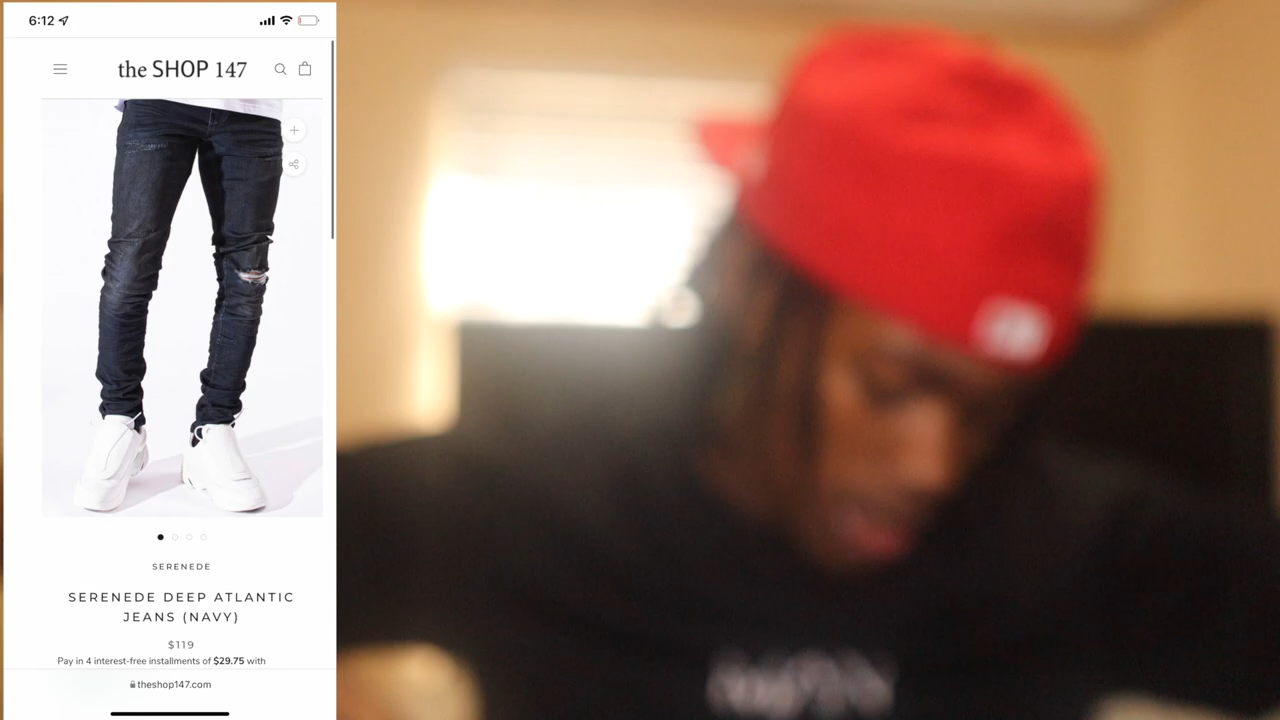 6:12
the SHOP 147
SERENEDE
SERENEDE DEEP ATLANTIC
JEANS (NAVY)
$119
Pay in 4 interest-free installments of $29.75 with
theshop147.com